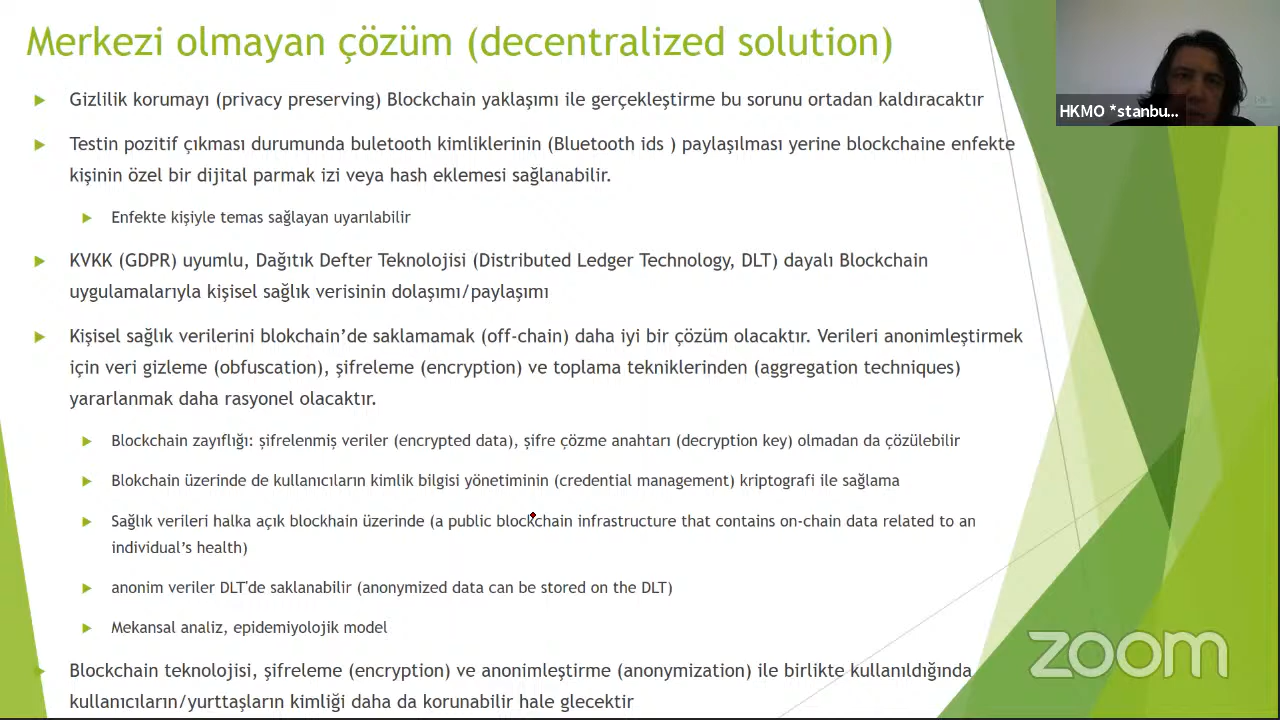 Merkezi olmayan çözüm (decentralized solution)
Gizlilik korumayı (privacy preserving) Blockchain yaklaşımı ile gerçekleştirme bu sorunu ortadan kaldıracaktır
HKMO *stanbu...
Testin pozitif çıkması durumunda buletooth kimliklerinin (Bluetooth ids ) paylaşılması yerine blockchaine enfekte
kişinin özel bir dijital parmak izi veya hash eklemesi sağlanabilir.
Enfekte kişiyle temas sağlayan uyarılabilir
KVKK (GDPR) uyumlu, Dağıtık Defter Teknolojisi (Distributed Ledger Technology, DLT) dayalı Blockchain
uygulamalarıyla kişisel sağlık verisinin dolaşımı/paylaşımı
Kişisel sağlık verilerini blokchain’de saklamamak (off-chain) daha iyi bir çözüm olacaktır. Verileri anonimleştirmek
için veri gizleme (obfuscation), şifreleme (encryption) ve toplama tekniklerinden (aggregation techniques)
yararlanmak daha rasyonel olacaktır.
Blockchain zayıflığı: şifrelenmiş veriler (encrypted data), şifre çözme anahtarı (decryption key) olmadan da çözülebilir
Blokchain üzerinde de kullanıcıların kimlik bilgisi yönetiminin (credential management) kriptografi ile sağlama
Sağlık verileri halka açık blockhain üzerinde (a public blockchain infrastructure that contains on-chain data related to an
individual’s health)
anonim veriler DLT'de saklanabilir (anonymized data can be stored on the DLT)
Mekansal analiz, epidemiyolojik model
Blockchain teknolojisi, şifreleme (encryption) ve anonimleştirme (anonymization) ile birlikte kullanıldığında
kullanıcıların/yurttaşların kimliği daha da korunabilir hale glecektir
zoom